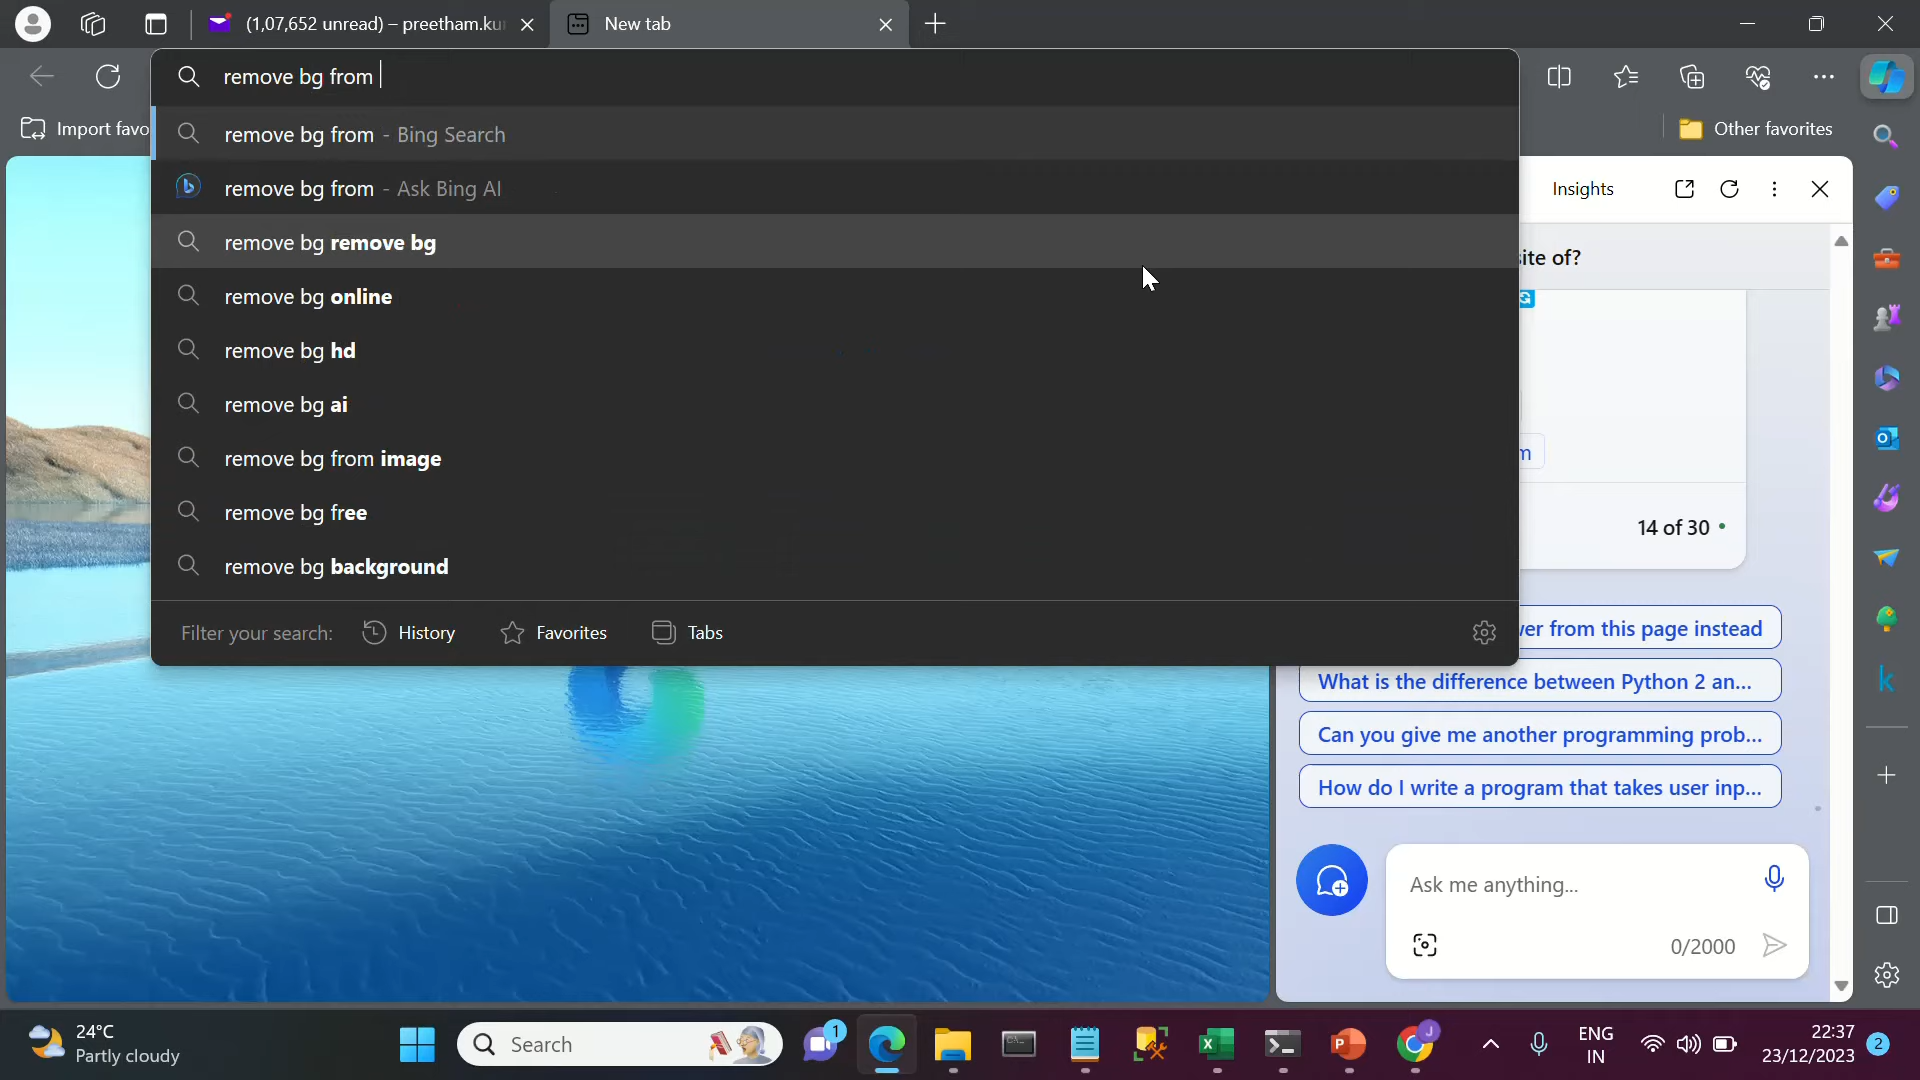 (1,07,652 unread) – preetham.ku
New tab
remove bg from
Import favo
Other favorites
remove bg from - Bing Search
remove bg from - Ask Bing AI
remove bg remove bg
remove bg online
remove bg hd
remove bg ai
remove bg from image
remove bg free
remove bg background
Filter your search:
History
Favorites
Tabs
Insights
site of?
m
14 of 30
ver from this page instead
What is the difference between Python 2 an...
Can you give me another programming prob...
How do I write a program that takes user inp...
Ask me anything...
0/2000
24°C
Partly cloudy
Search
1
ENG
IN
22:37
23/12/2023
2